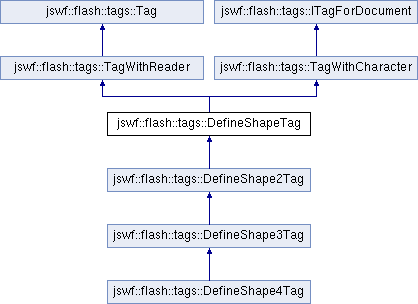 jswf::flash::tags::Tag
jswf::flash::tags::ITagForDocument
jswf::flash::tags::TagWithReader
jswf::flash::tags::TagWithCharacter
jswf::flash::tags::DefineShapeTag
jswf::flash::tags::DefineShape2Tag
jswf::flash::tags::DefineShape3Tag
jswf::flash::tags::DefineShape4Tag